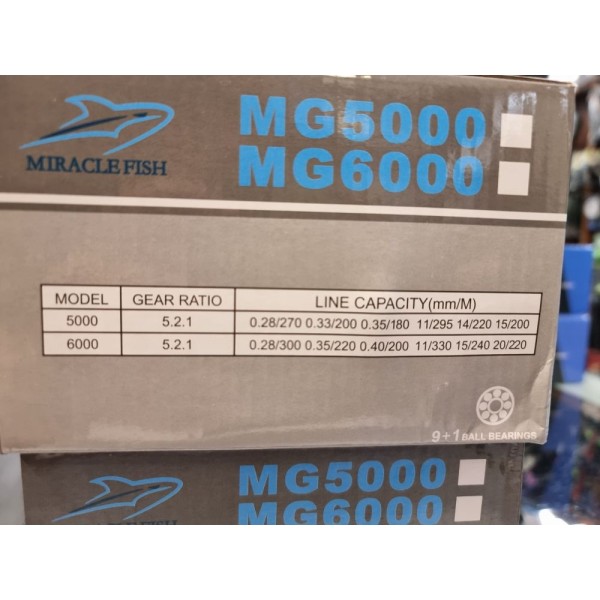 MIRACLE FISH
MG5000
MG6000
MODEL GEAR RATIO LINE CAPACITY(mm/M)
5000 5.2.1 0.28/270 0.33/200 0.35/180 11/295 14/220 15/200
6000 5.2.1 0.28/300 0.35/220 0.40/200 11/330 15/240 20/220
9+1 BALL BEARINGS
MG5000
MG6000
MIRACLE FISH